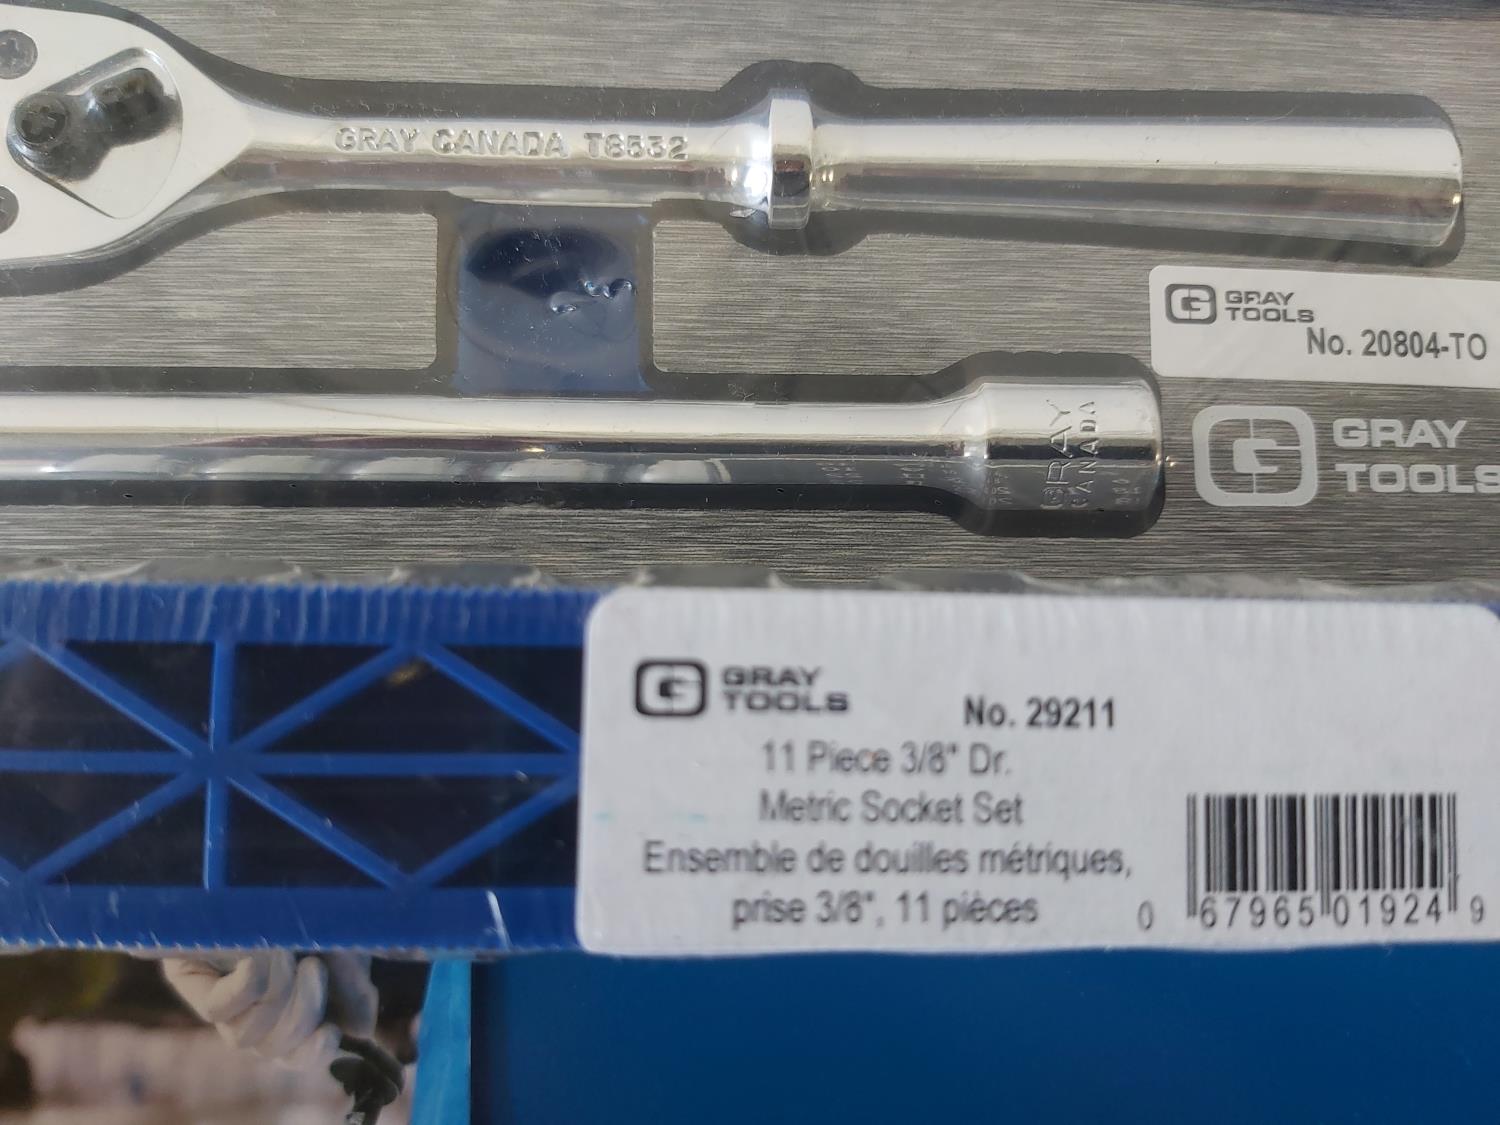 GRAY CANADA T8532
GRAY
TOOLS
No. 20804-TO
GRAY
CANADA
GRAY
TOOLS
GRAY
TOOLS
No. 29211
11 Piece 3/8" Dr.
Metric Socket Set
Ensemble de douilles métriques,
prise 3/8", 11 pièces
0 67965 01924 9